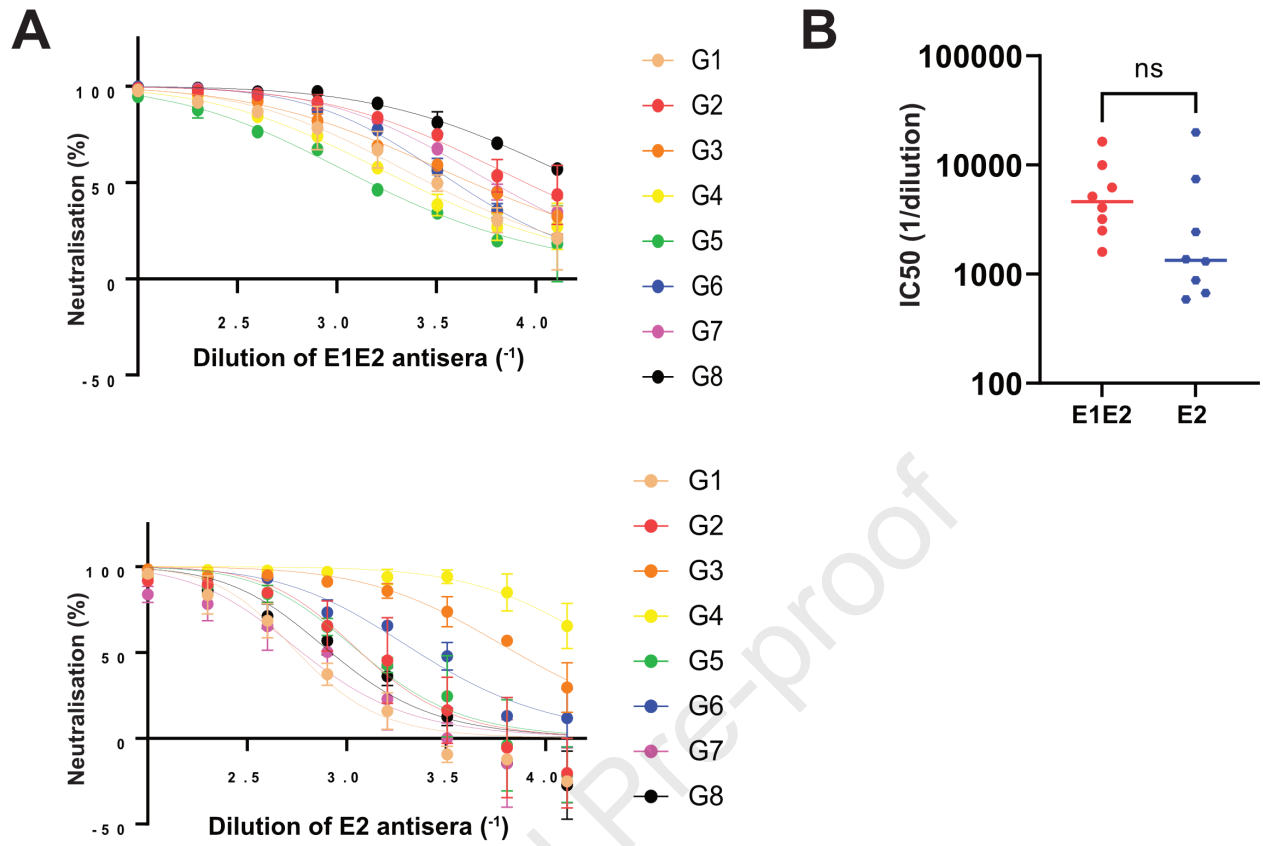 A
B
100
50
0
-50
Neutralisation (%)
2.5 3.0 3.5 4.0
Dilution of E1E2 antisera (-1)
G1
G2
G3
G4
G5
G6
G7
G8
100000
10000
1000
100
IC50 (1/dilution)
ns
E1E2 E2
100
50
0
-50
Neutralisation (%)
2.5 3.0 3.5 4.0
Dilution of E2 antisera (-1)
G1
G2
G3
G4
G5
G6
G7
G8
Pre-proof